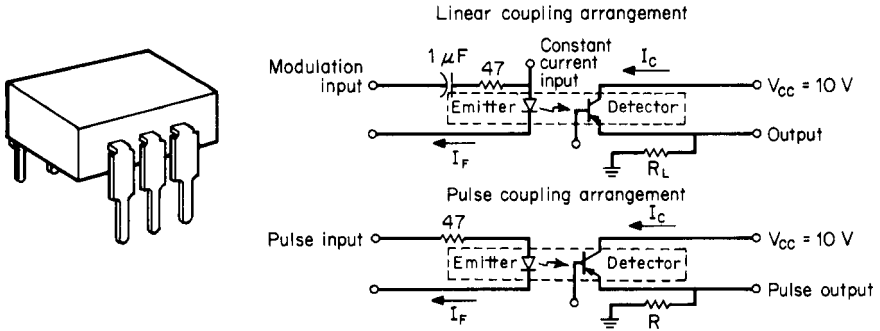 Linear coupling arrangement
Modulation input
1 μF
47
Constant current input
I_C
V_CC = 10 V
Emitter
Detector
Output
I_F
R_L
Pulse coupling arrangement
Pulse input
47
I_C
V_CC = 10 V
Emitter
Detector
Pulse output
I_F
R